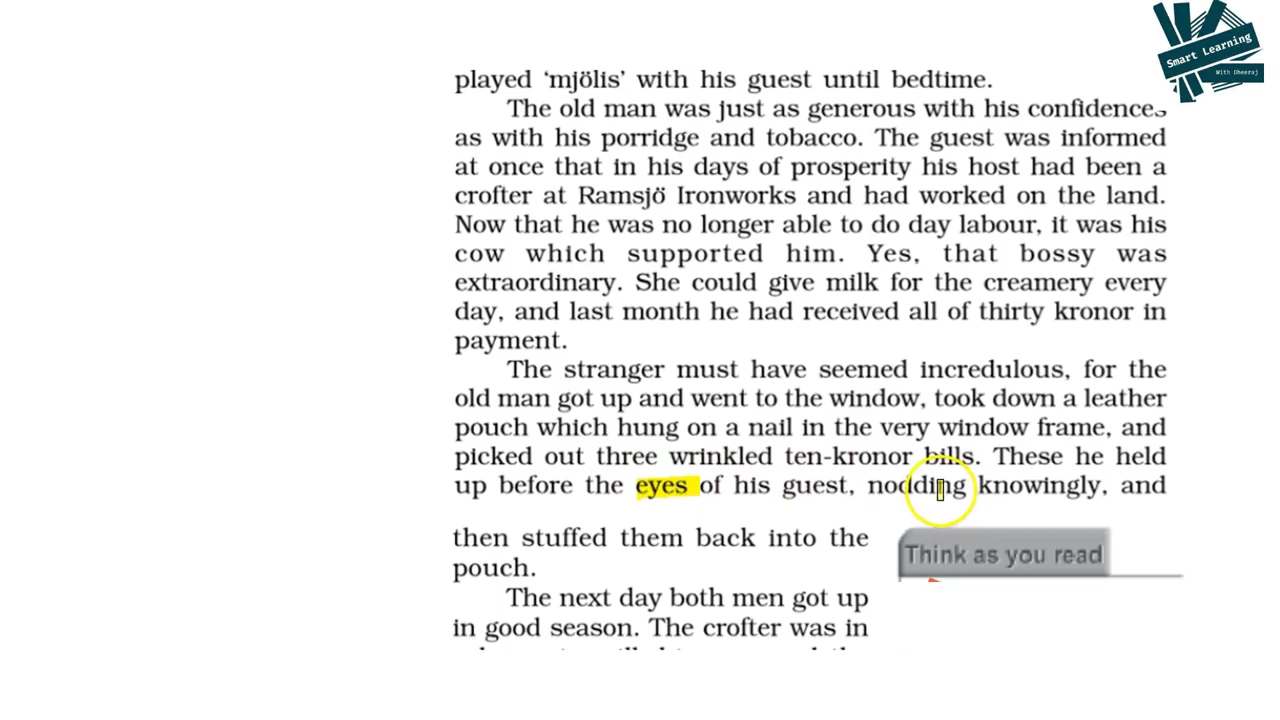 Smart Learning
With Dheeraj
played ‘mjölis’ with his guest until bedtime.
The old man was just as generous with his confidences
as with his porridge and tobacco. The guest was informed
at once that in his days of prosperity his host had been a
crofter at Ramsjö Ironworks and had worked on the land.
Now that he was no longer able to do day labour, it was his
cow which supported him. Yes, that bossy was
extraordinary. She could give milk for the creamery every
day, and last month he had received all of thirty kronor in
payment.
The stranger must have seemed incredulous, for the
old man got up and went to the window, took down a leather
pouch which hung on a nail in the very window frame, and
picked out three wrinkled ten-kronor bills. These he held
up before the eyes of his guest, nodding knowingly, and
then stuffed them back into the
pouch.
Think as you read
The next day both men got up
in good season. The crofter was in